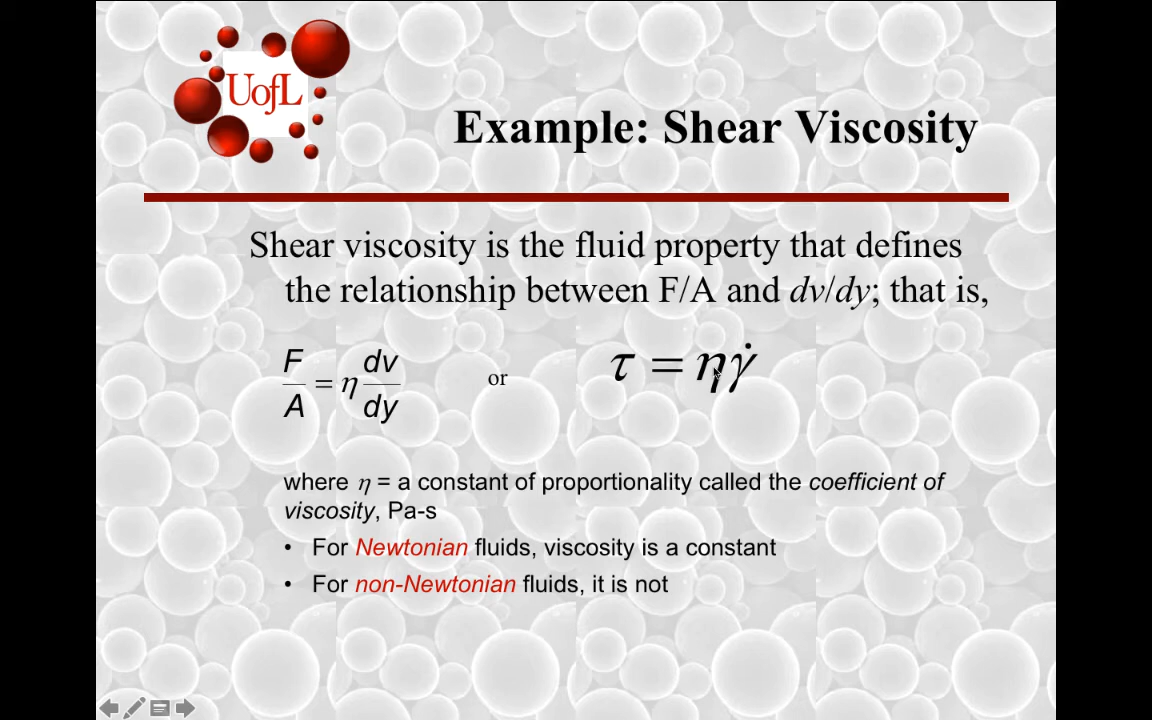 UofL
Example: Shear Viscosity
Shear viscosity is the fluid property that defines
the relationship between F/A and dv/dy; that is,
F/A = η dv/dy or τ = ηγ̇
where η = a constant of proportionality called the coefficient of
viscosity, Pa-s
• For Newtonian fluids, viscosity is a constant
• For non-Newtonian fluids, it is not